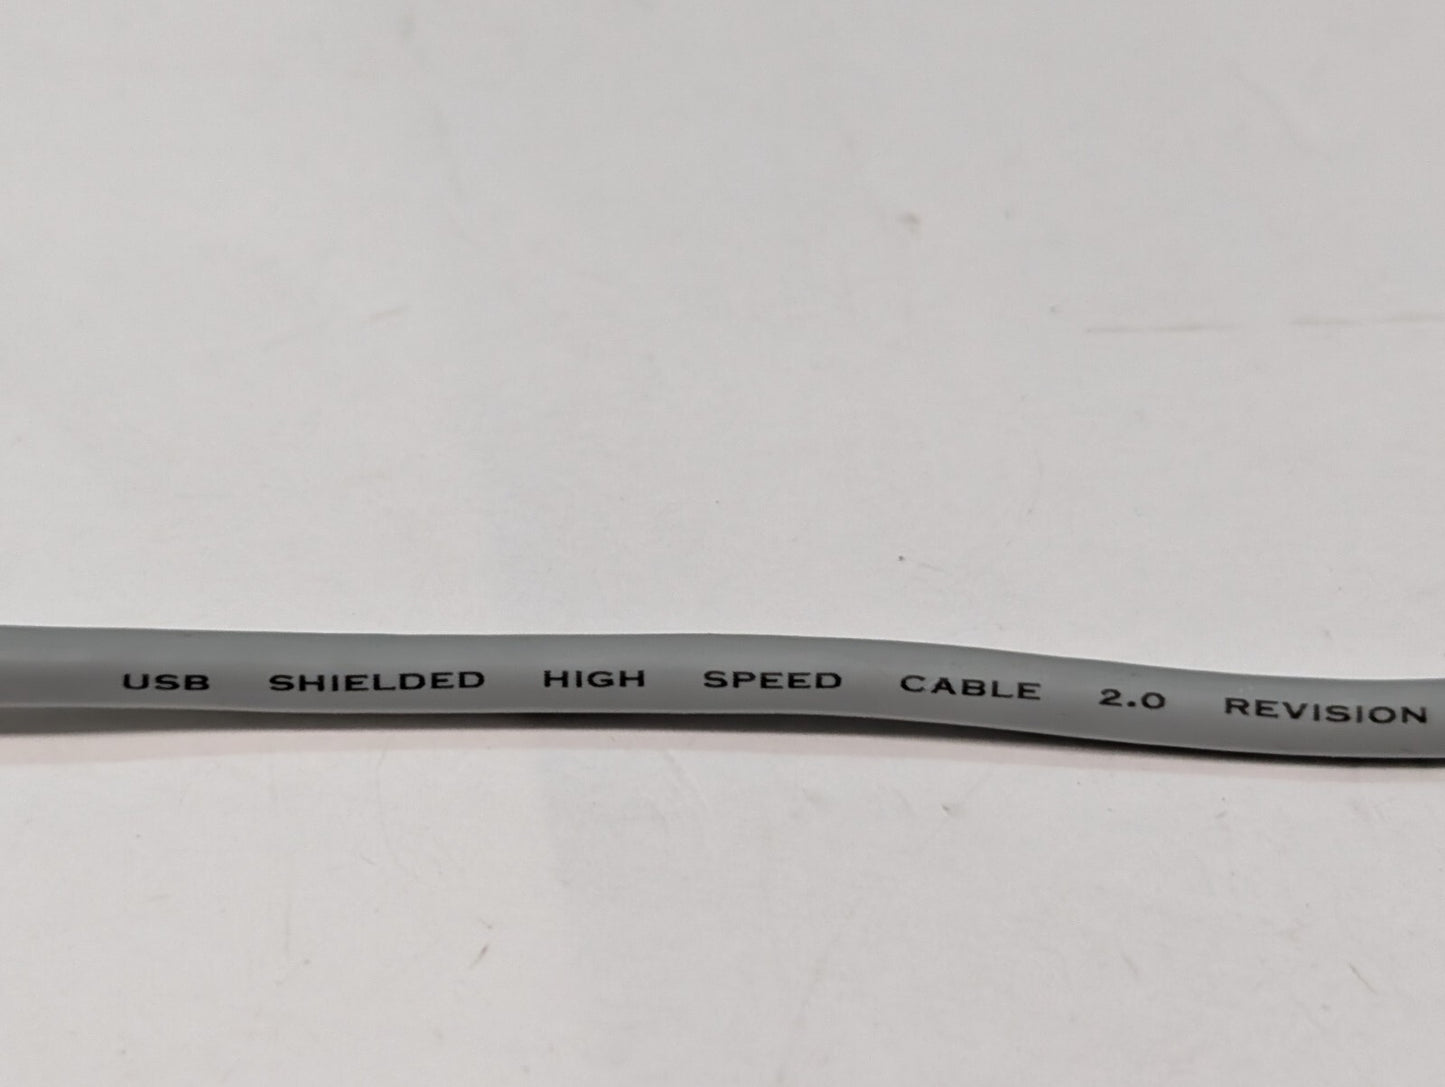 USB SHIELDED HIGH SPEED CABLE 2.0 REVISION